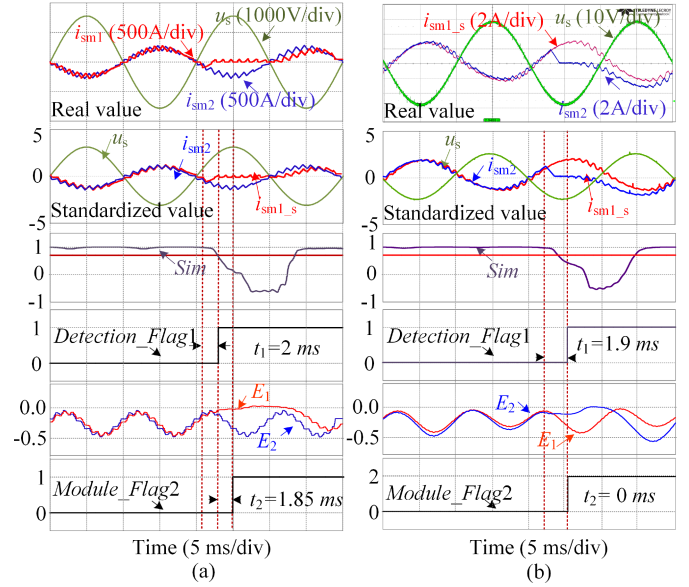 i_sm1 (500A/div)
u_s (1000V/div)
i_sm2 (500A/div)
Real value
5
0
-5
u_s
i_sm2
i_sm1_s
Standardized value
1
0
-1
Sim
1
0
Detection_Flag1
t_1=2 ms
0.0
-0.5
E_1
E_2
1
0
Module_Flag2
t_2=1.85 ms
Time (5 ms/div)
(a)
TELEDYNE LECROY
i_sm1_s (2A/div)
u_s (10V/div)
i_sm2 (2A/div)
Real value
5
0
-5
u_s
i_sm2
i_sm1_s
Standardized value
1
0
-1
Sim
1
0
Detection_Flag1
t_1=1.9 ms
0.0
-0.5
E_2
E_1
2
0
Module_Flag2
t_2=0 ms
Time (5 ms/div)
(b)